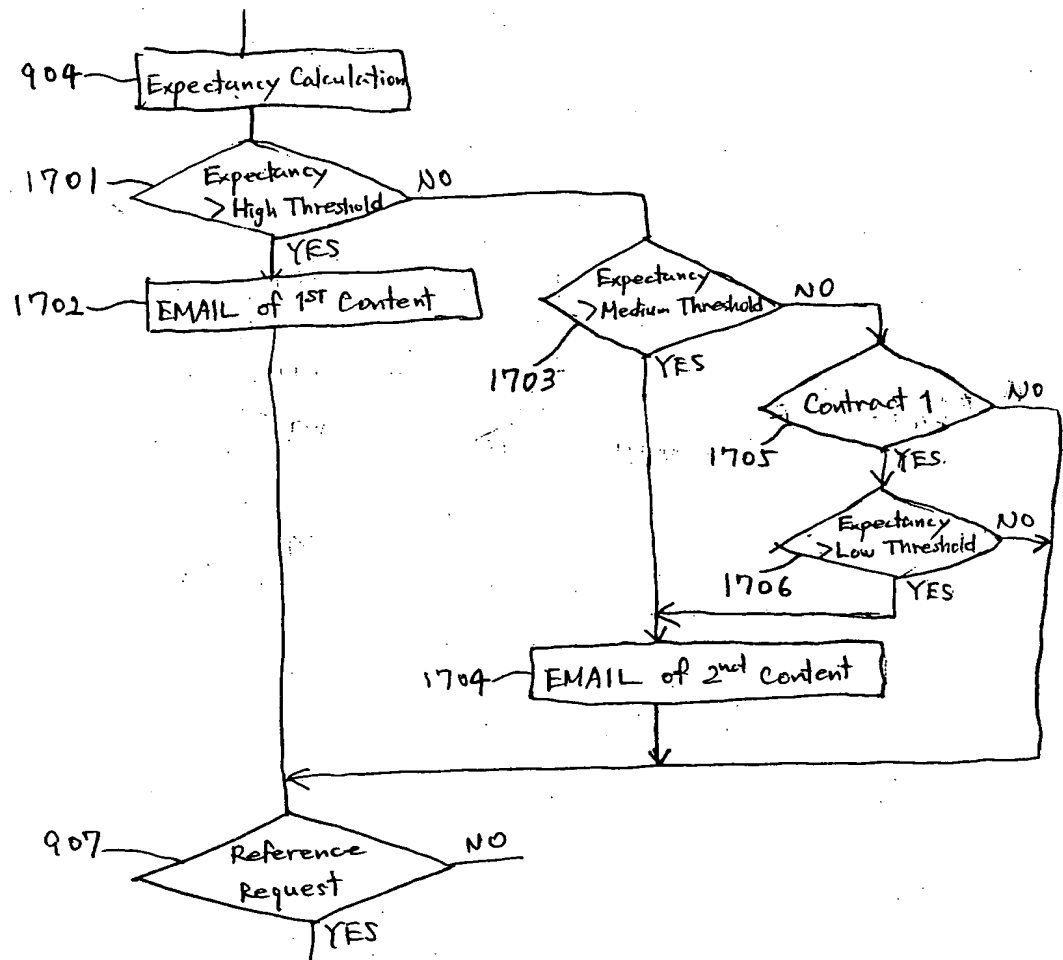 904
Expectancy Calculation
1701
Expectancy
> High Threshold
NO
YES
1702
EMAIL of 1ST Content
Expectancy
> Medium Threshold
NO
1703
YES
Contract 1
NO
1705
YES.
Expectancy
> Low Threshold
NO
1706
YES
1704
EMAIL of 2nd Content
907
Reference
Request
NO
YES